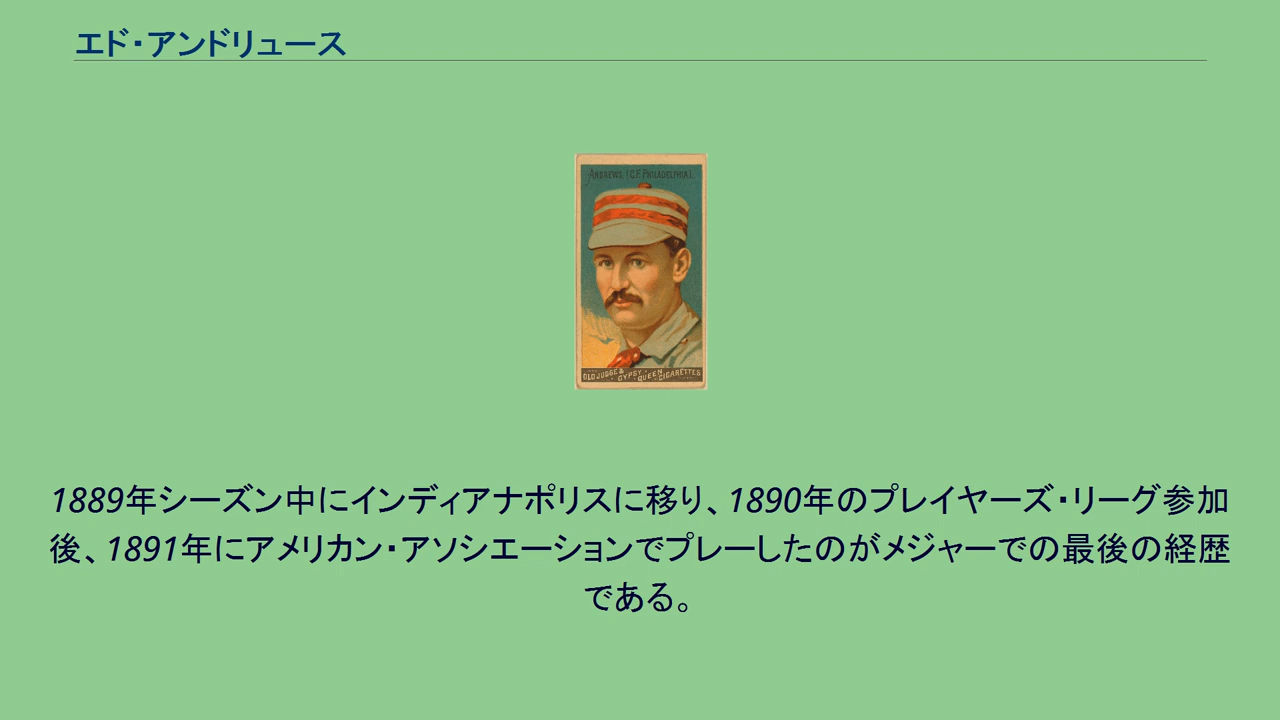 エド・アンドリュース
ANDREWS (C.F. PHILADELPHIA).
OLD JUDGE & GYPSY QUEEN CIGARETTES
1889年シーズン中にインディアナポリスに移り、1890年のプレイヤーズ・リーグ参加
後、1891年にアメリカン・アソシエーションでプレーしたのがメジャーでの最後の経歴
である。